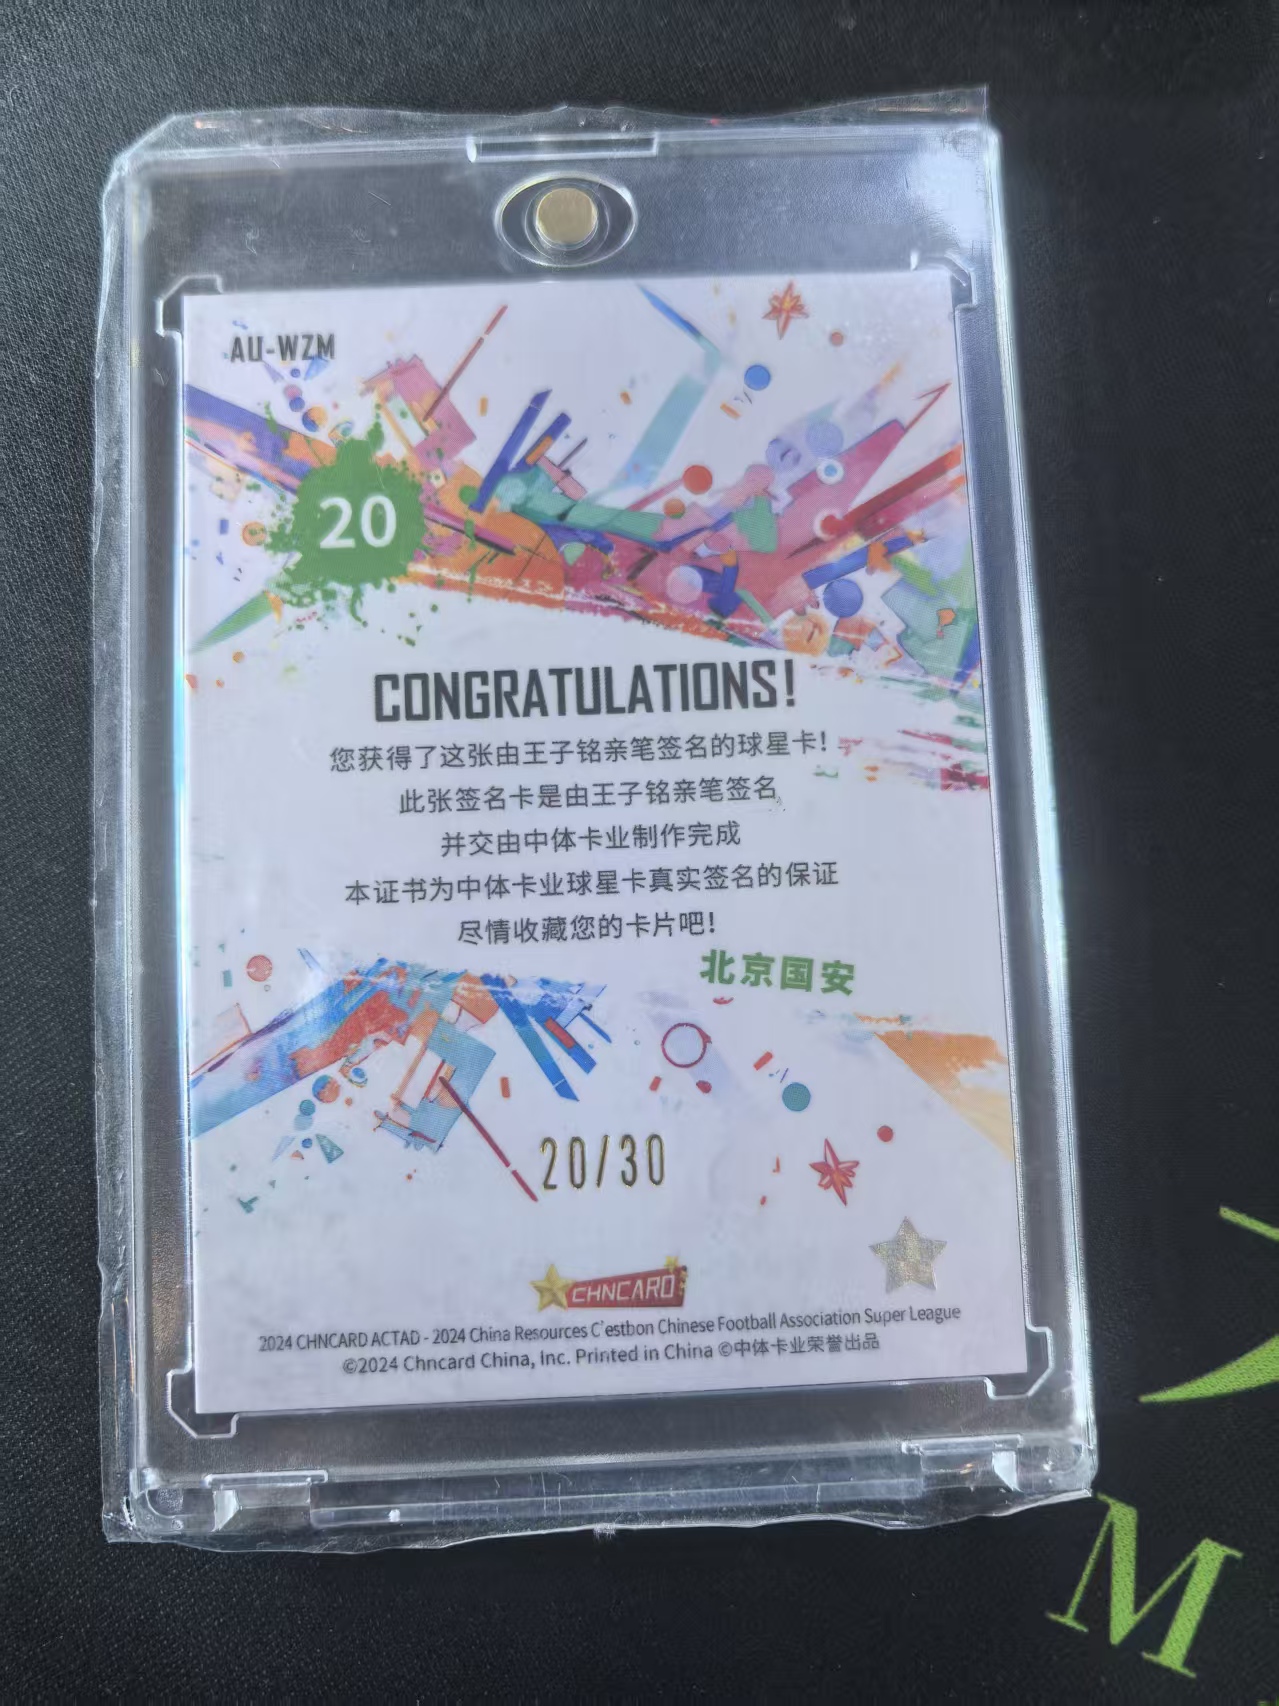 AU-WZM
20
CONGRATULATIONS!
您获得了这张由王子铭亲笔签名的球星卡!
此张签名卡是由王子铭亲笔签名
并交由中体卡业制作完成
本证书为中体卡业球星卡真实签名的保证
尽情收藏您的卡片吧!
北京国安
20/30
CHNCARD
2024 CHNCARD ACTAD - 2024 China Resources C'estbon Chinese Football Association Super League
©2024 Chncard China, Inc. Printed in China ©中体卡业荣誉出品
M